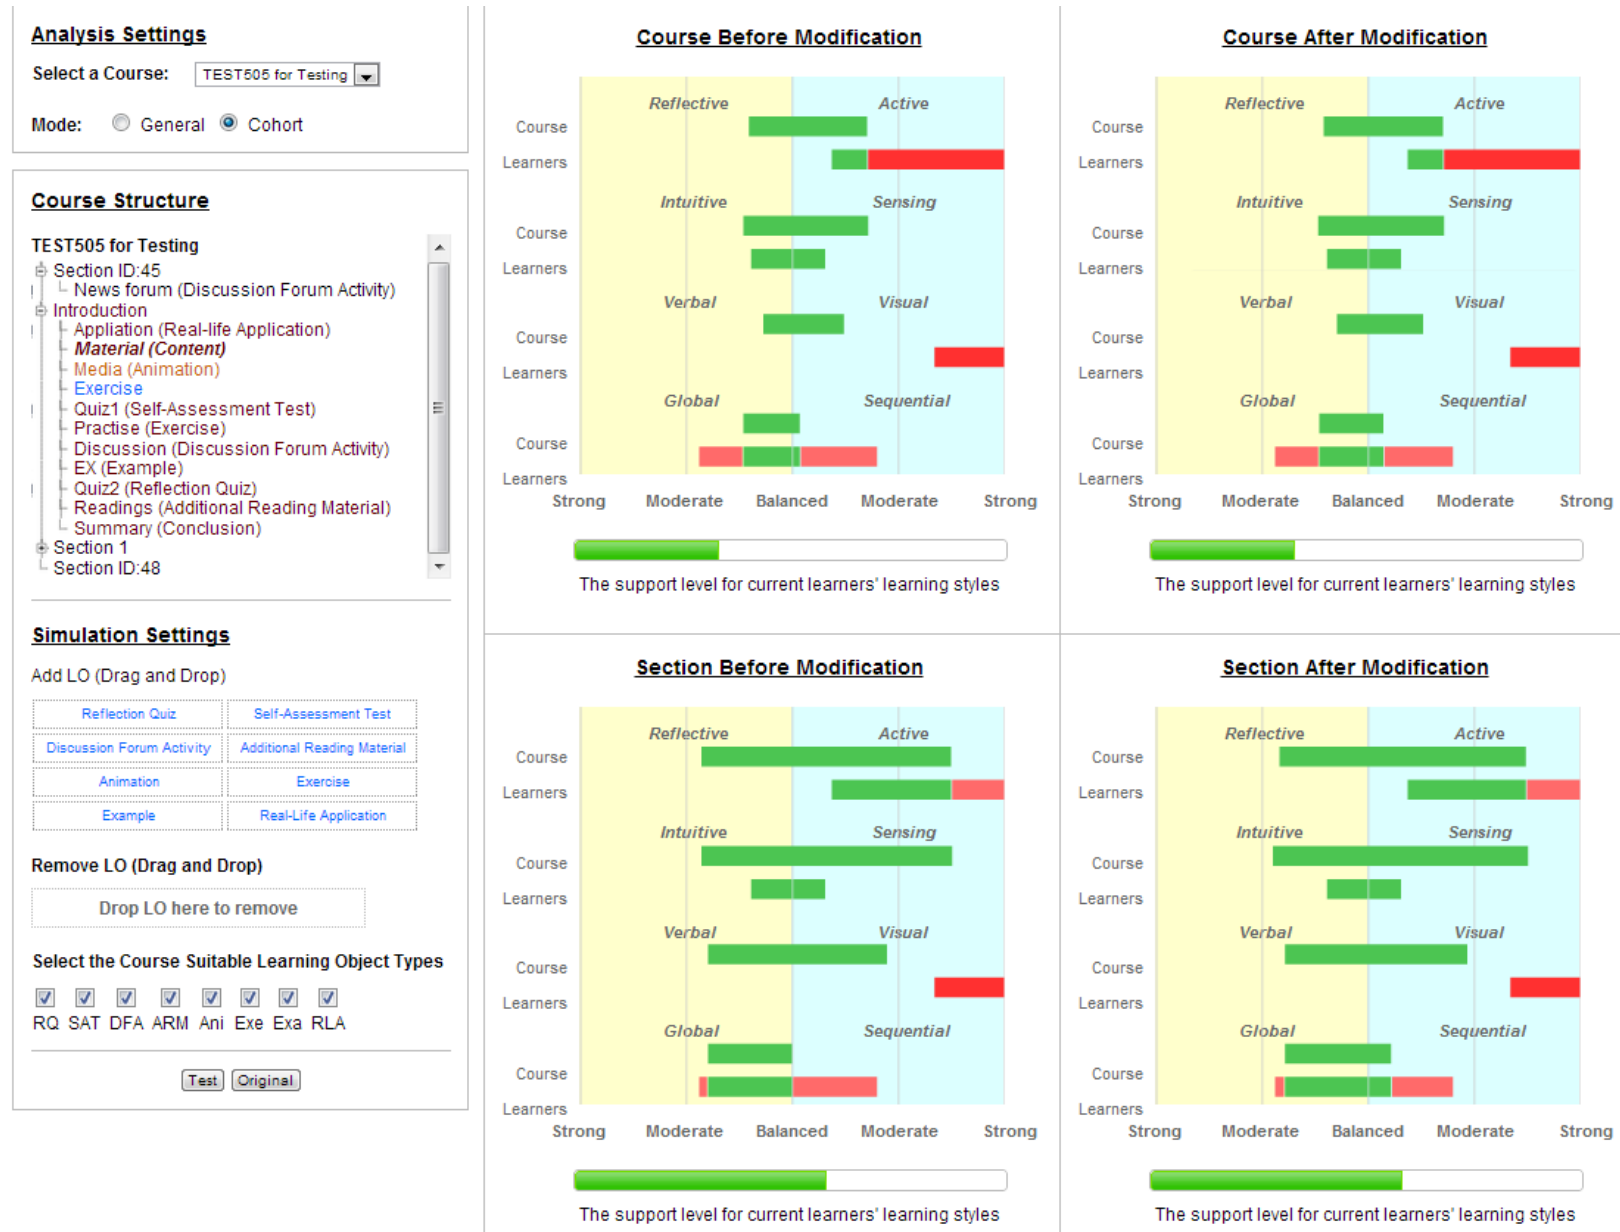 Analysis Settings
Select a Course: TEST505 for Testing
Mode: General Cohort
Course Structure
TEST505 for Testing
Section ID:45
News forum (Discussion Forum Activity)
Introduction
Appliation (Real-life Application)
Material (Content)
Media (Animation)
Exercise
Quiz1 (Self-Assessment Test)
Practise (Exercise)
Discussion (Discussion Forum Activity)
EX (Example)
Quiz2 (Reflection Quiz)
Readings (Additional Reading Material)
Summary (Conclusion)
Section 1
Section ID:48
Simulation Settings
Add LO (Drag and Drop)
Reflection Quiz Self-Assessment Test
Discussion Forum Activity Additional Reading Material
Animation Exercise
Example Real-Life Application
Remove LO (Drag and Drop)
Drop LO here to remove
Select the Course Suitable Learning Object Types
RQ SAT DFA ARM Ani Exe Exa RLA
Test Original
Course Before Modification
Reflective Active
Course
Learners
Intuitive Sensing
Course
Learners
Verbal Visual
Course
Learners
Global Sequential
Course
Learners
Strong Moderate Balanced Moderate Strong
The support level for current learners' learning styles
Course After Modification
Reflective Active
Course
Learners
Intuitive Sensing
Course
Learners
Verbal Visual
Course
Learners
Global Sequential
Course
Learners
Strong Moderate Balanced Moderate Strong
The support level for current learners' learning styles
Section Before Modification
Reflective Active
Course
Learners
Intuitive Sensing
Course
Learners
Verbal Visual
Course
Learners
Global Sequential
Course
Learners
Strong Moderate Balanced Moderate Strong
The support level for current learners' learning styles
Section After Modification
Reflective Active
Course
Learners
Intuitive Sensing
Course
Learners
Verbal Visual
Course
Learners
Global Sequential
Course
Learners
Strong Moderate Balanced Moderate Strong
The support level for current learners' learning styles